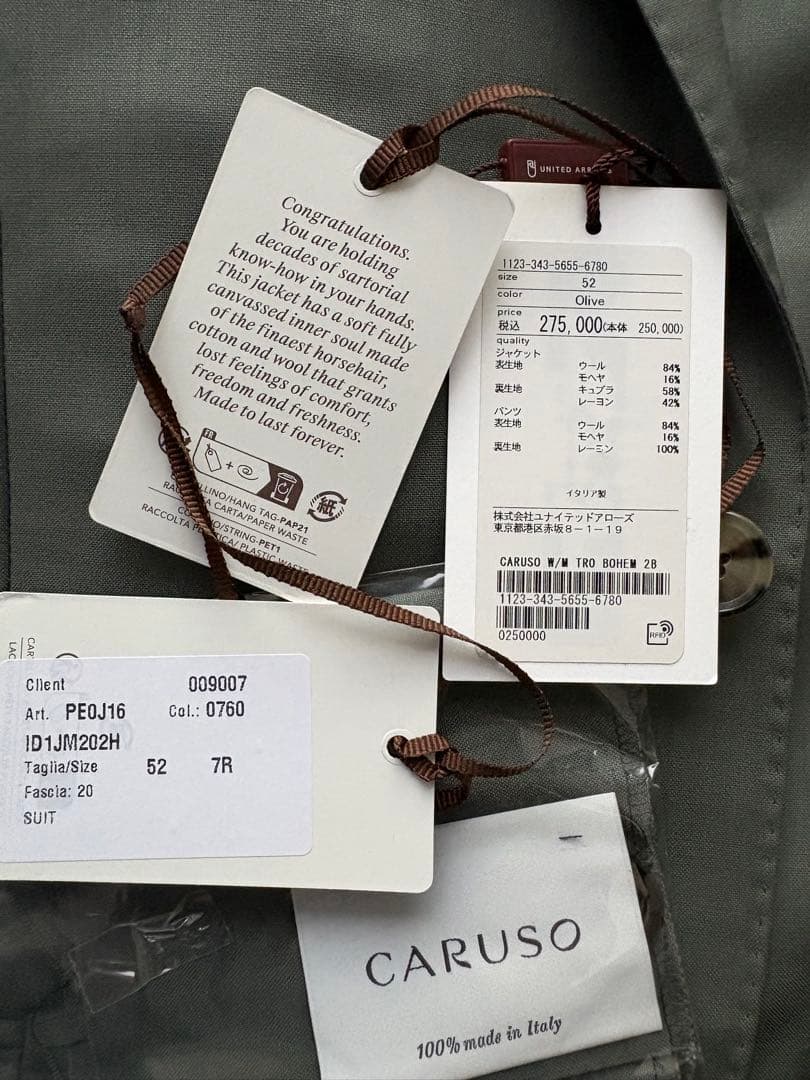 Congratulations.
You are holding
decades of sartorial
know-how in your hands.
This jacket has a soft fully
canvassed inner soul made
of the finaest horsehair,
cotton and wool that grants
lost feelings of comfort,
freedom and freshness.
Made to last forever.
FR
HANG TAG-PAP21
CARTA/PAPER WASTE
STRING-PET1
RACCOLTA
PLASTIC WASTE
紙
UNITED
1123-343-5655-6780
size
52
color
Olive
price
税込 275,000(本体 250,000)
quality
ジャケット
表生地 ウール 84%
モヘヤ 16%
裏生地 キュプラ 58%
レーヨン 42%
パンツ
表生地 ウール 84%
モヘヤ 16%
裏生地 レーミン 100%
イタリア製
株式会社ユナイテッドアローズ
東京都港区赤坂8-1-19
CARUSO W/M TRO BOHEM 2B
1123-343-5655-6780
0250000
RFID
Client 009007
Art. PE0J16 Col.: 0760
ID1JM202H
Taglia/Size 52 7R
Fascia: 20
SUIT
CARUSO
100% made in Italy